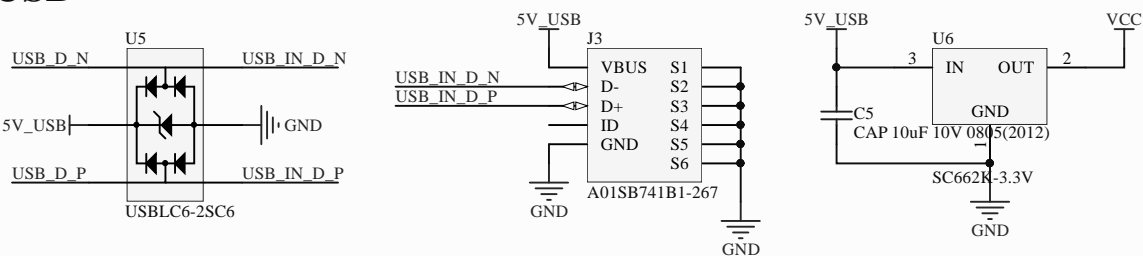 USB
U5
USB_D_N
USB_IN_D_N
5V_USB
GND
USB_D_P
USB_IN_D_P
USBLC6-2SC6
5V_USB
J3
VBUS
S1
USB_IN_D_N
D-
S2
USB_IN_D_P
D+
S3
ID
S4
GND
S5
S6
A01SB741B1-267
GND
GND
5V_USB
VCC
U6
3
IN
OUT
2
GND
C5
CAP 10uF 10V 0805(2012)
1
SC662K-3.3V
GND